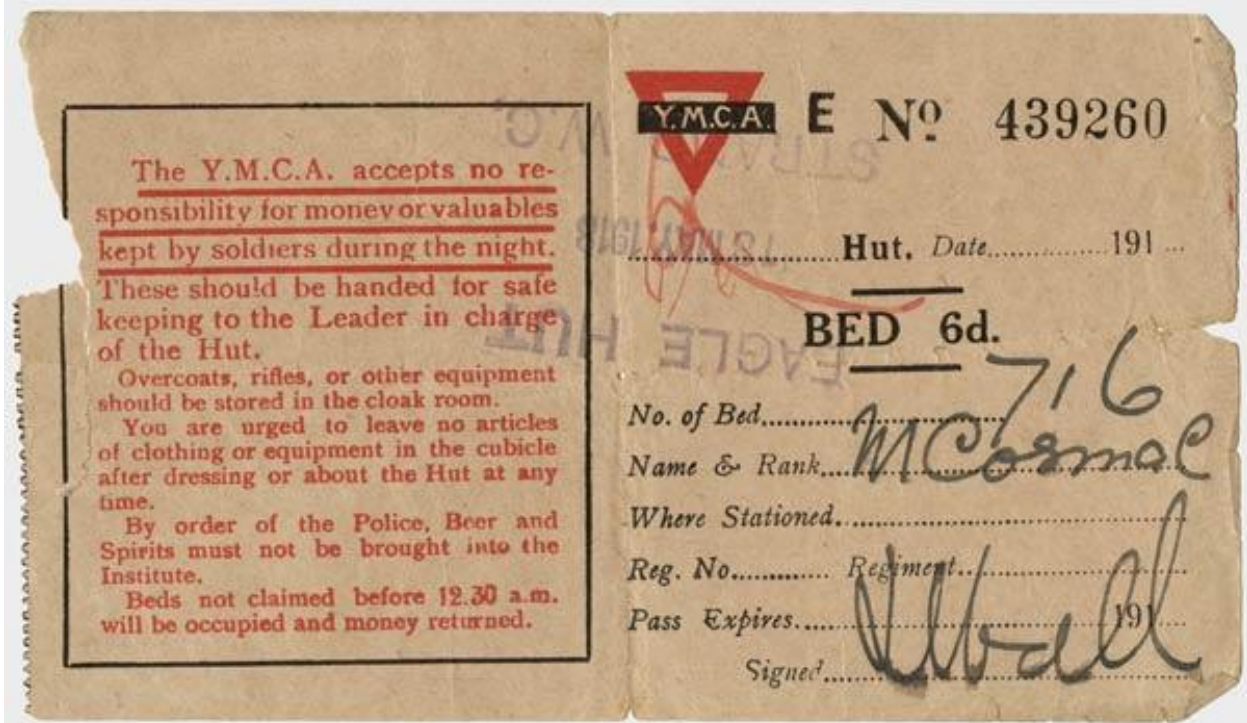 The Y.M.C.A. accepts no re-
sponsibility for money or valuables
kept by soldiers during the night.
These should be handed for safe
keeping to the Leader in charge
of the Hut.
Overcoats, rifles, or other equipment
should be stored in the cloak room.
You are urged to leave no articles
of clothing or equipment in the cubicle
after dressing or about the Hut at any
time.
By order of the Police, Beer and
Spirits must not be brought into the
Institute.
Beds not claimed before 12.30 a.m.
will be occupied and money returned.
Y.M.C.A. E No 439260
STRAND W.C.
MAY 1918
Hut. Date 191
EAGLE HUT
BED 6d.
No. of Bed 716
Name & Rank McCormac
Where Stationed
Reg. No. Regiment
Pass Expires 191
Signed